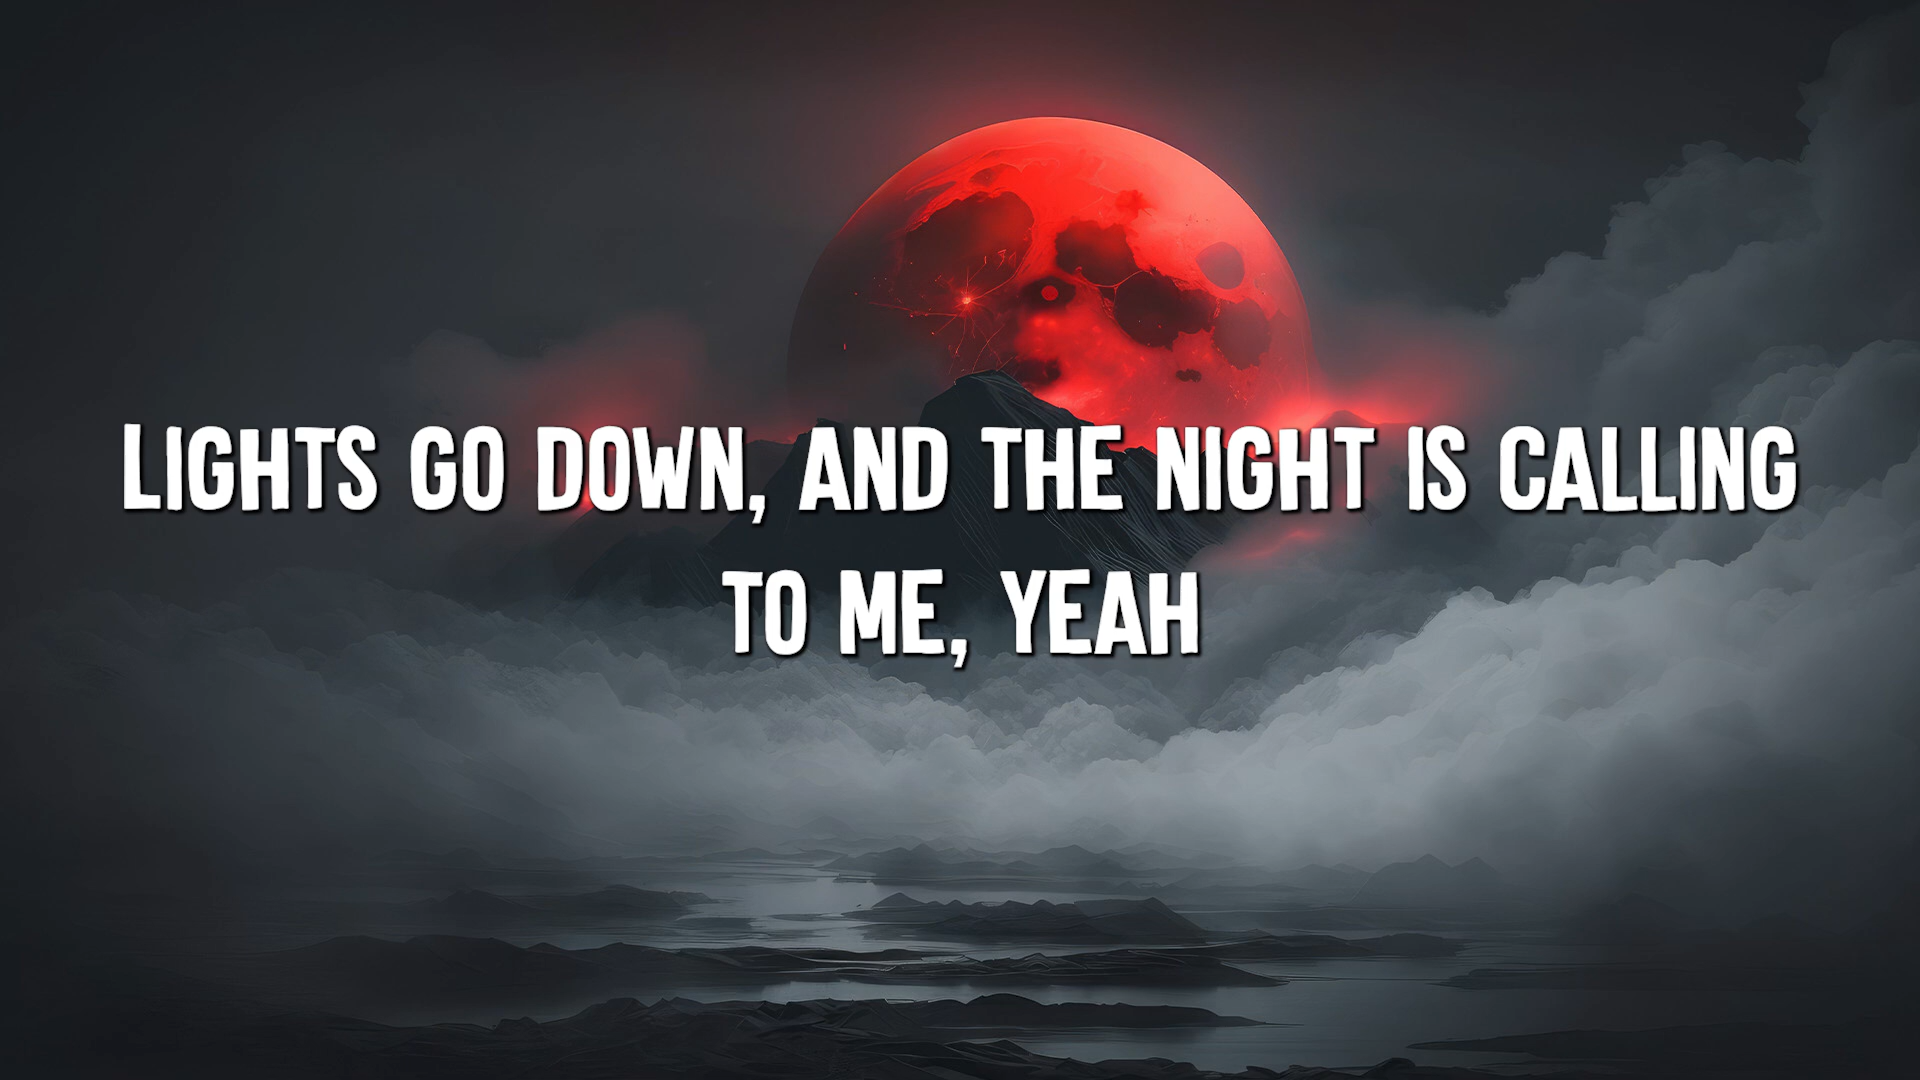 LIGHTS GO DOWN, AND THE NIGHT IS CALLING
TO ME, YEAH